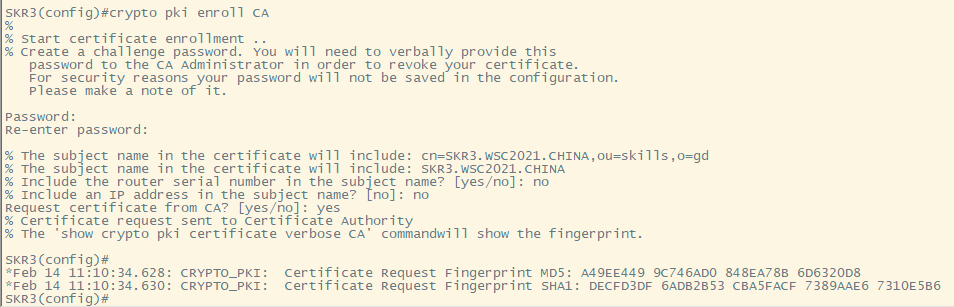 SKR3(config)#crypto pki enroll CA
%
% Start certificate enrollment ..
% Create a challenge password. You will need to verbally provide this
   password to the CA Administrator in order to revoke your certificate.
   For security reasons your password will not be saved in the configuration.
   Please make a note of it.
Password:
Re-enter password:
% The subject name in the certificate will include: cn=SKR3.WSC2021.CHINA,ou=skills,o=gd
% The subject name in the certificate will include: SKR3.WSC2021.CHINA
% Include the router serial number in the subject name? [yes/no]: no
% Include an IP address in the subject name? [no]: no
Request certificate from CA? [yes/no]: yes
% Certificate request sent to Certificate Authority
% The 'show crypto pki certificate verbose CA' commandwill show the fingerprint.
SKR3(config)#
*Feb 14 11:10:34.628: CRYPTO_PKI:  Certificate Request Fingerprint MD5: A49EE449 9C746AD0 848EA78B 6D6320D8
*Feb 14 11:10:34.630: CRYPTO_PKI:  Certificate Request Fingerprint SHA1: DECFD3DF 6ADB2B53 CBA5FACF 7389AAE6 7310E5B6
SKR3(config)#